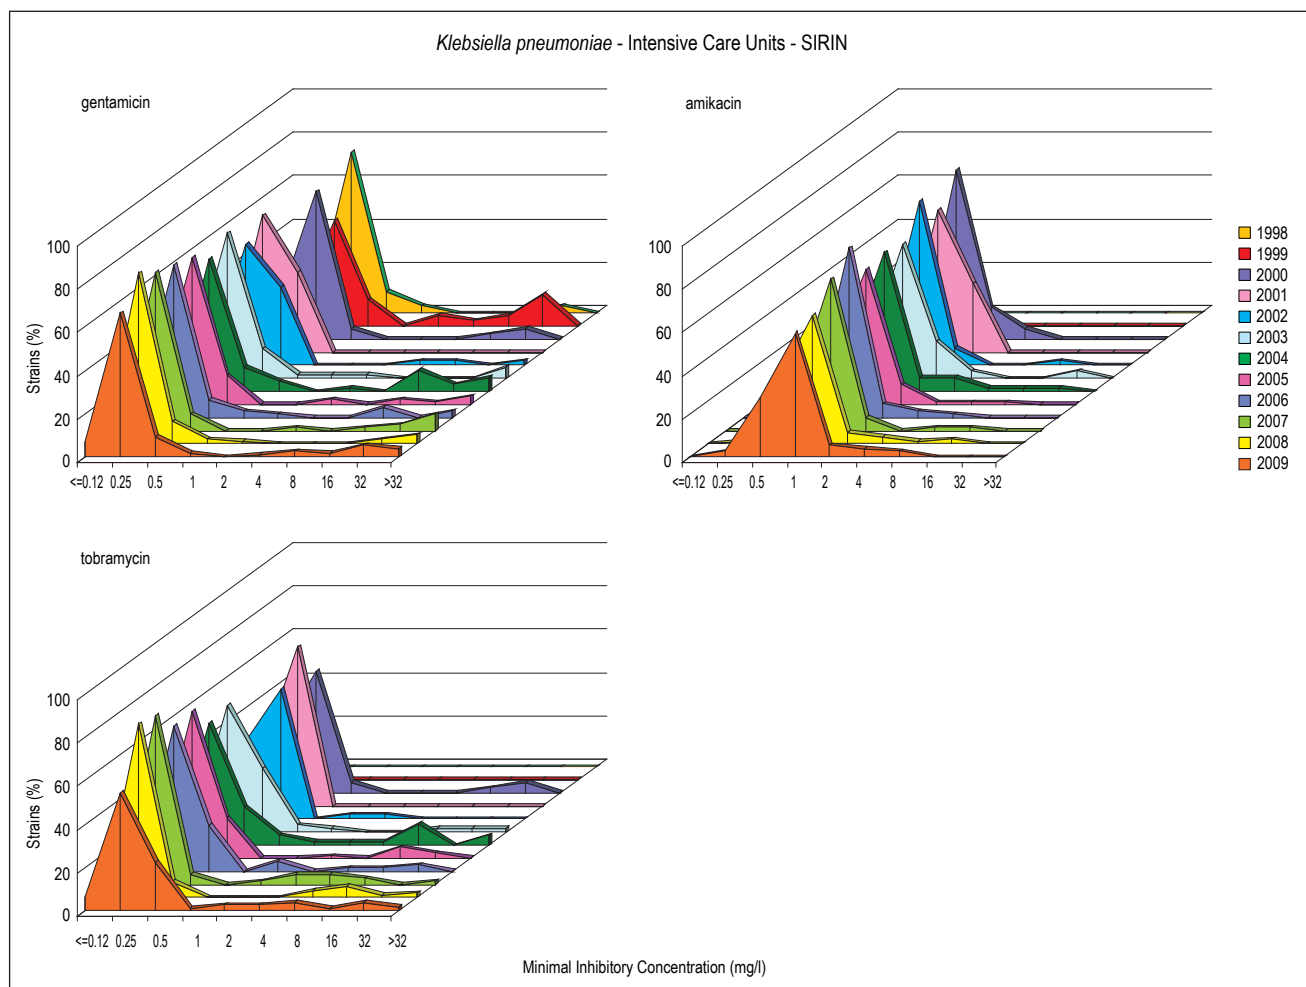 Klebsiella pneumoniae - Intensive Care Units - SIRIN
gentamicin
100
80
60
40
20
0
Strains (%)
<=0.12 0.25 0.5 1 2 4 8 16 32 >32
amikacin
100
80
60
40
20
0
Strains (%)
<=0.12 0.25 0.5 1 2 4 8 16 32 >32
1998
1999
2000
2001
2002
2003
2004
2005
2006
2007
2008
2009
tobramycin
100
80
60
40
20
0
Strains (%)
<=0.12 0.25 0.5 1 2 4 8 16 32 >32
Minimal Inhibitory Concentration (mg/l)